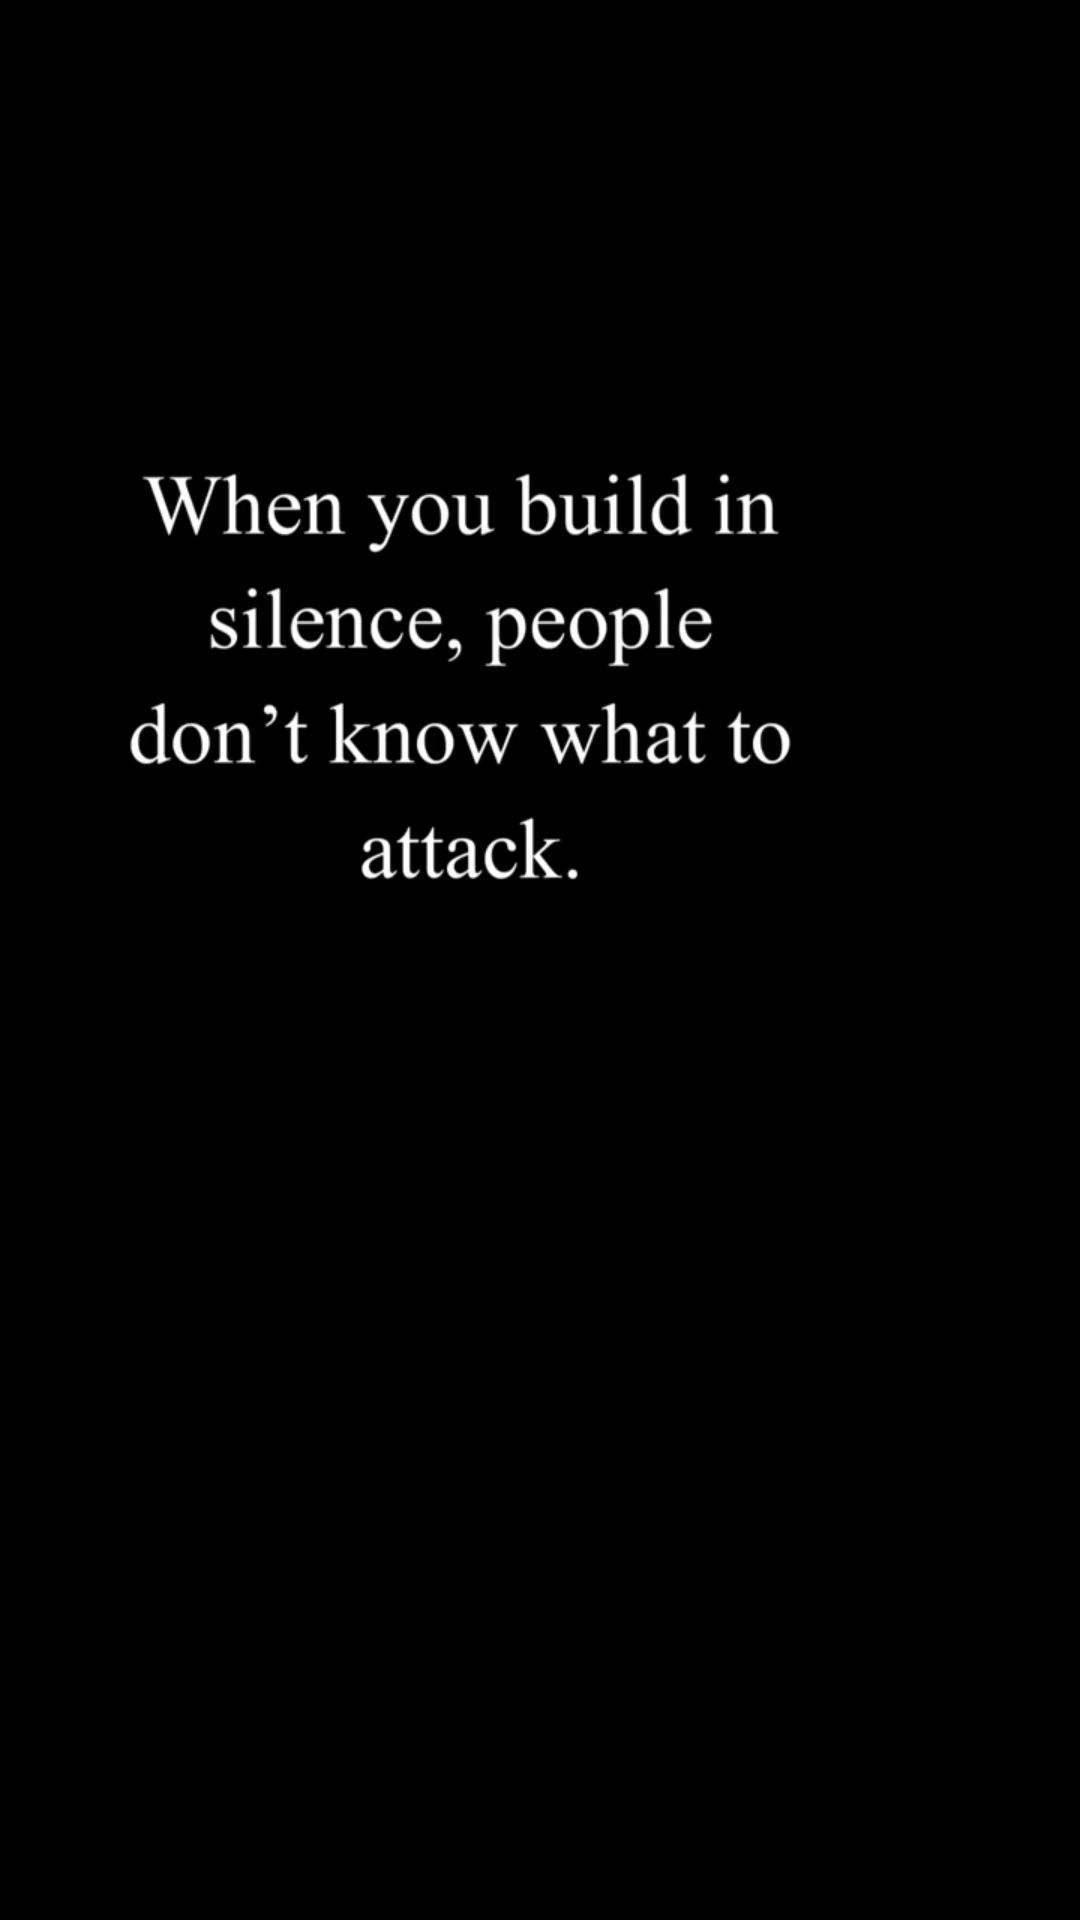 When you build in
silence, people
don’t know what to
attack.